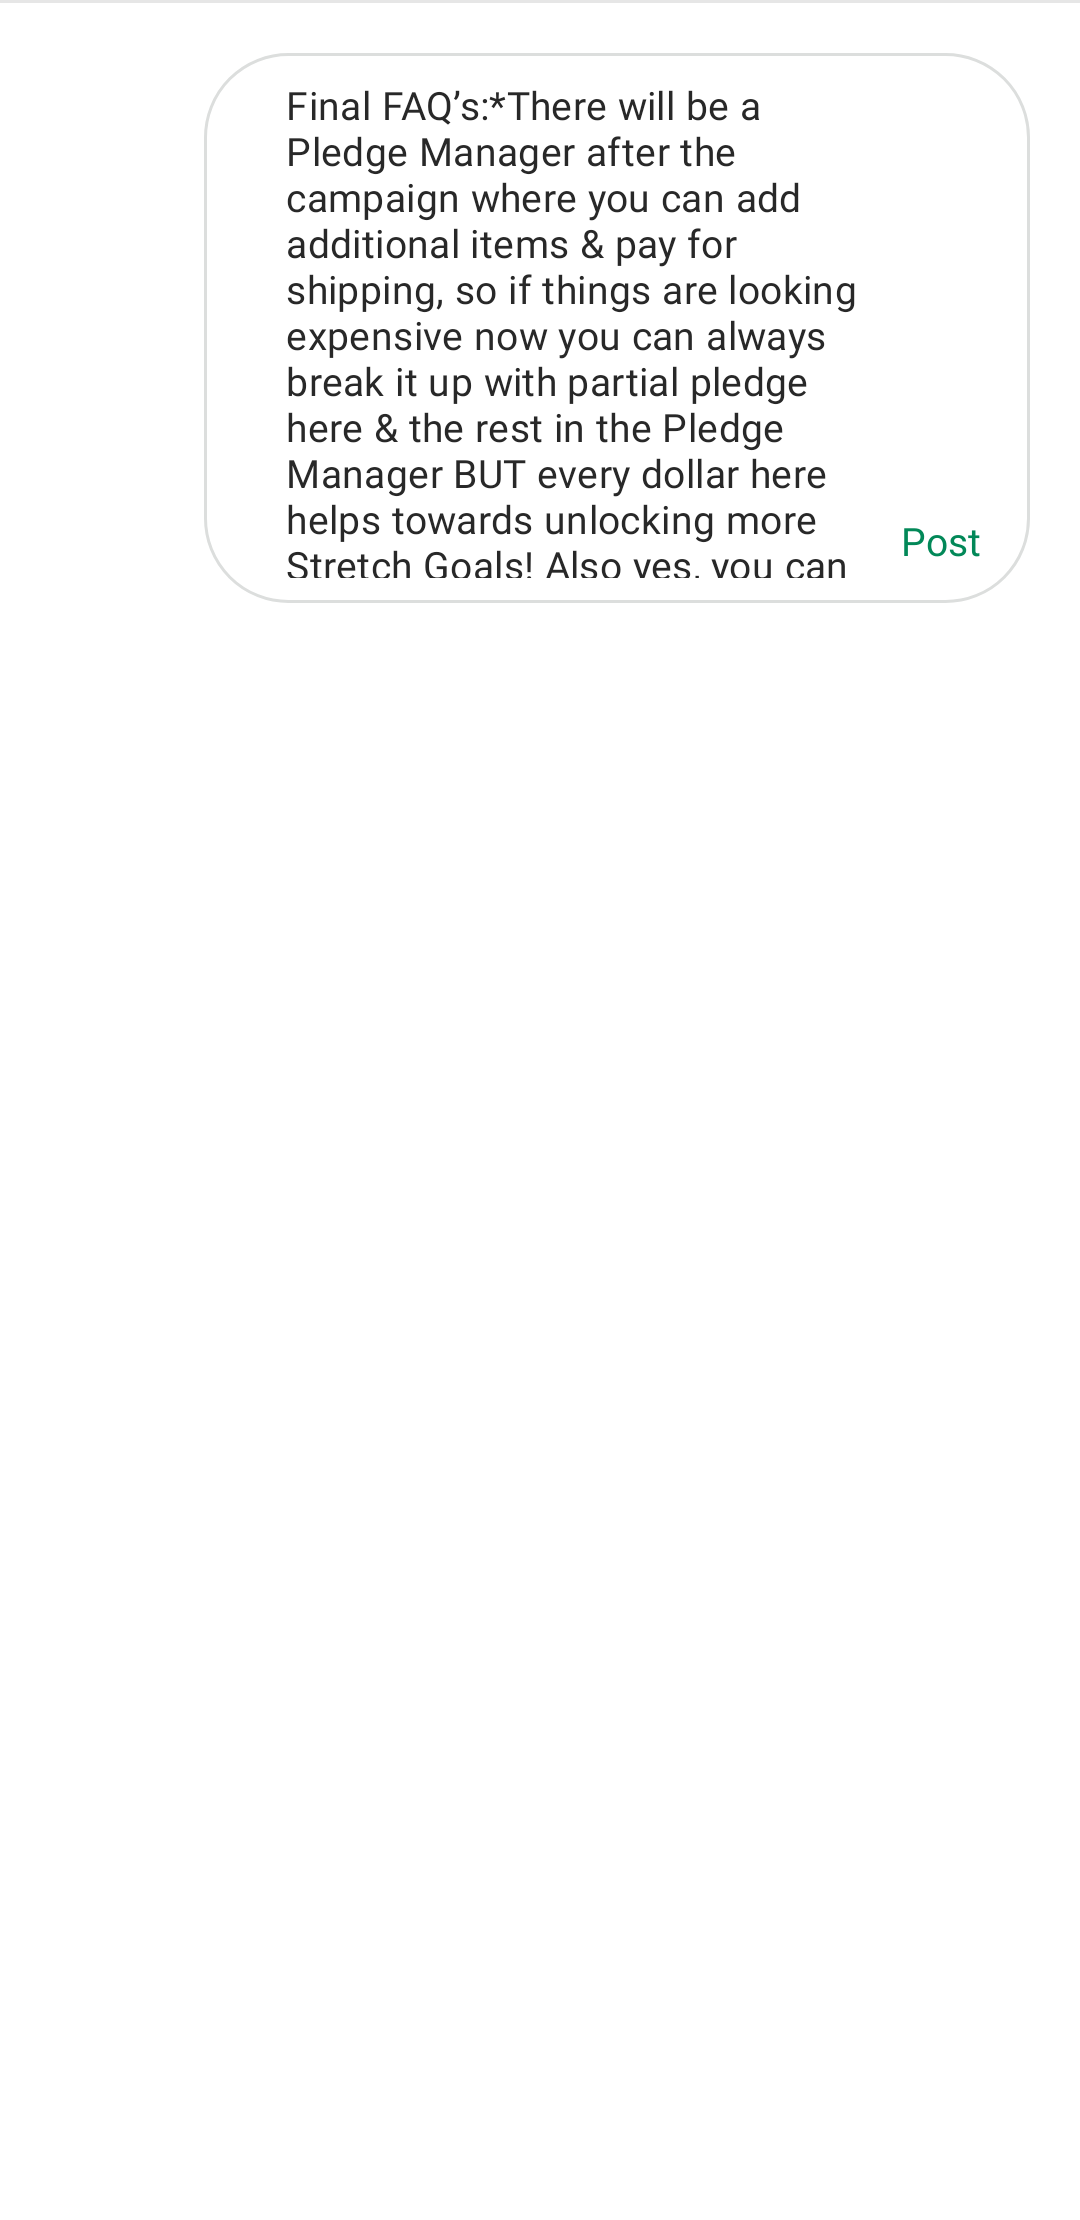 Final FAQ’s:*There will be a
Pledge Manager after the
campaign where you can add
additional items & pay for
shipping, so if things are looking
expensive now you can always
break it up with partial pledge
here & the rest in the Pledge
Manager BUT every dollar here
helps towards unlocking more
Stretch Goals! Also yes, you can
Post